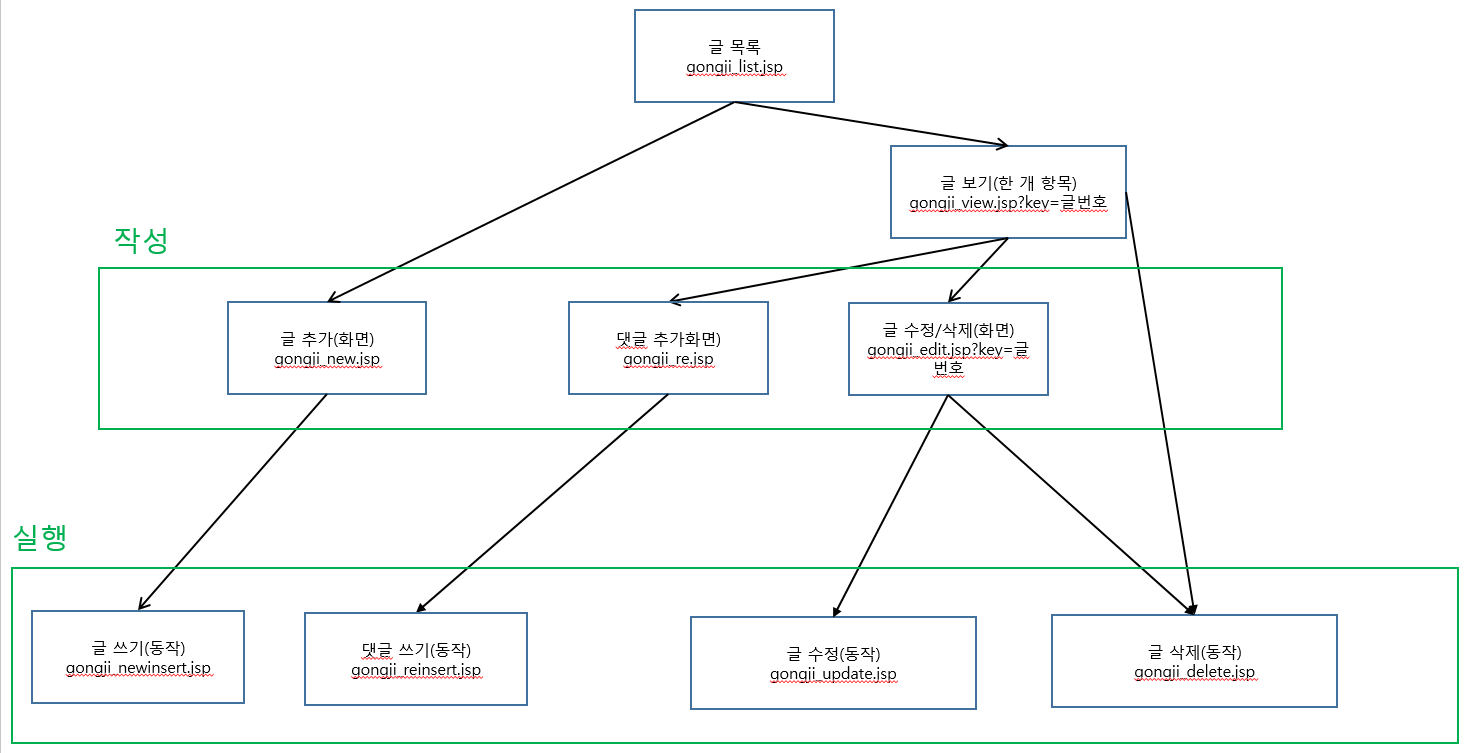 글 목록
gongji_list.jsp
글 보기(한 개 항목)
gongji_view.jsp?key=글번호
작성
글 추가(화면)
gongji_new.jsp
댓글 추가화면)
gongji_re.jsp
글 수정/삭제(화면)
gongji_edit.jsp?key=글
번호
실행
글 쓰기(동작)
gongji_newinsert.jsp
댓글 쓰기(동작)
gongji_reinsert.jsp
글 수정(동작)
gongji_update.jsp
글 삭제(동작)
gongji_delete.jsp